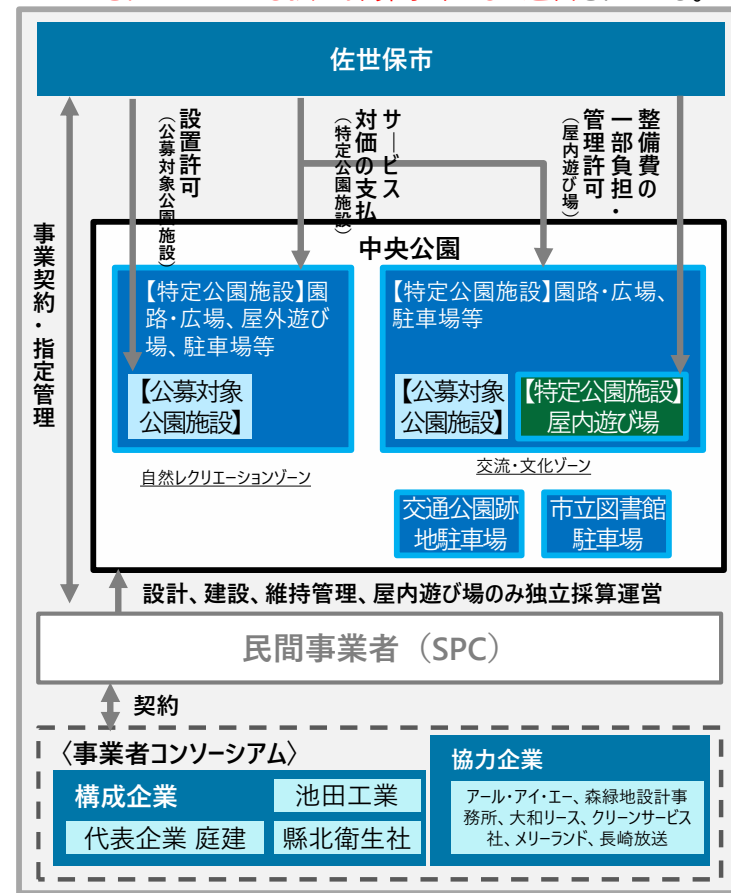 佐世保市
設置許可
（公募対象公園施設）
サービス
対価の支払
（特定公園施設）
整備費の
一部負担・
管理許可
（屋内遊び場）
事業契約・指定管理
中央公園
【特定公園施設】園
路・広場、屋外遊び
場、駐車場等
【公募対象
公園施設】
自然レクリエーションゾーン
【特定公園施設】園路・広場、
駐車場等
【公募対象
公園施設】
【特定公園施設】
屋内遊び場
交流・文化ゾーン
交通公園跡
地駐車場
市立図書館
駐車場
設計、建設、維持管理、屋内遊び場のみ独立採算運営
民間事業者（SPC）
契約
〈事業者コンソーシアム〉
構成企業
池田工業
代表企業 庭建
縣北衛生社
協力企業
アール・アイ・エー、森緑地設計事
務所、大和リース、クリーンサービス
社、メリーランド、長崎放送